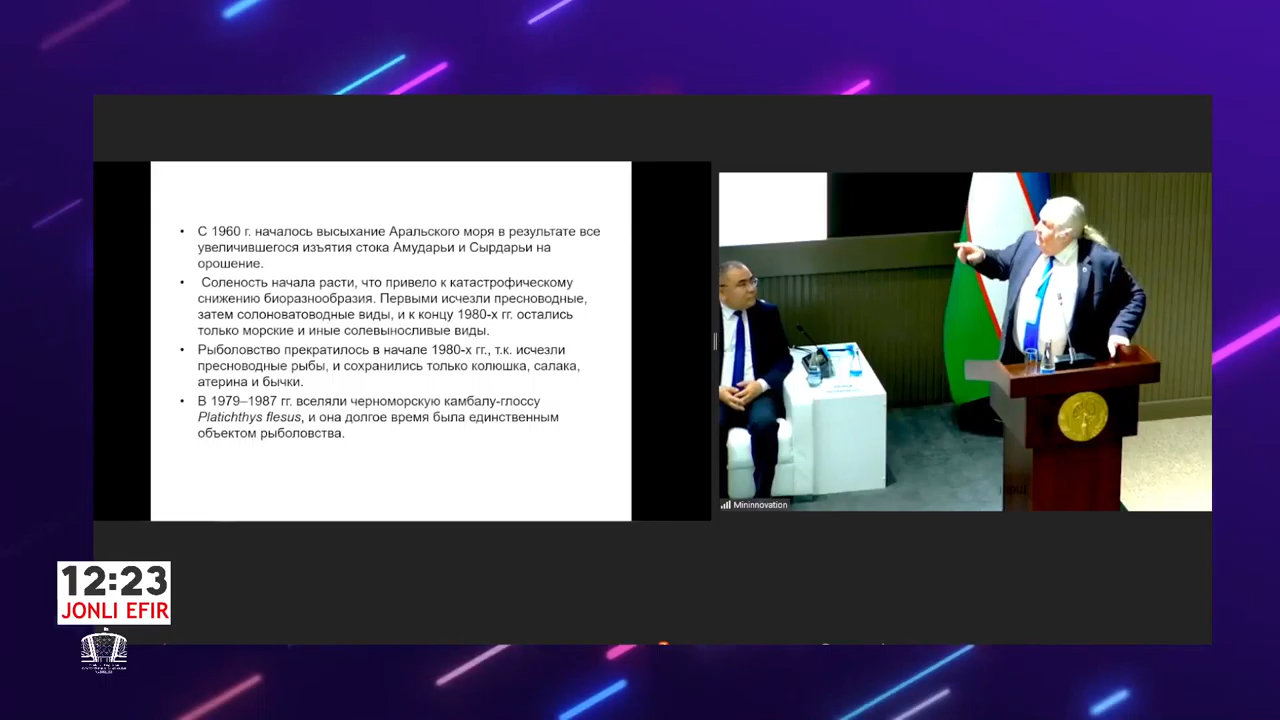 • С 1960 г. началось высыхание Аральского моря в результате все
увеличившегося изъятия стока Амударьи и Сырдарьи на
орошение.
• Соленость начала расти, что привело к катастрофическому
снижению биоразнообразия. Первыми исчезли пресноводные,
затем солоноватоводные виды, и к концу 1980-х гг. остались
только морские и иные солевыносливые виды.
• Рыболовство прекратилось в начале 1980-х гг., т.к. исчезли
пресноводные рыбы, и сохранились только колюшка, салака,
атерина и бычки.
• В 1979–1987 гг. вселяли черноморскую камбалу-глоссу
Platichthys flesus, и она долгое время была единственным
объектом рыболовства.
Mininnovation
12:23
JONLI EFIR